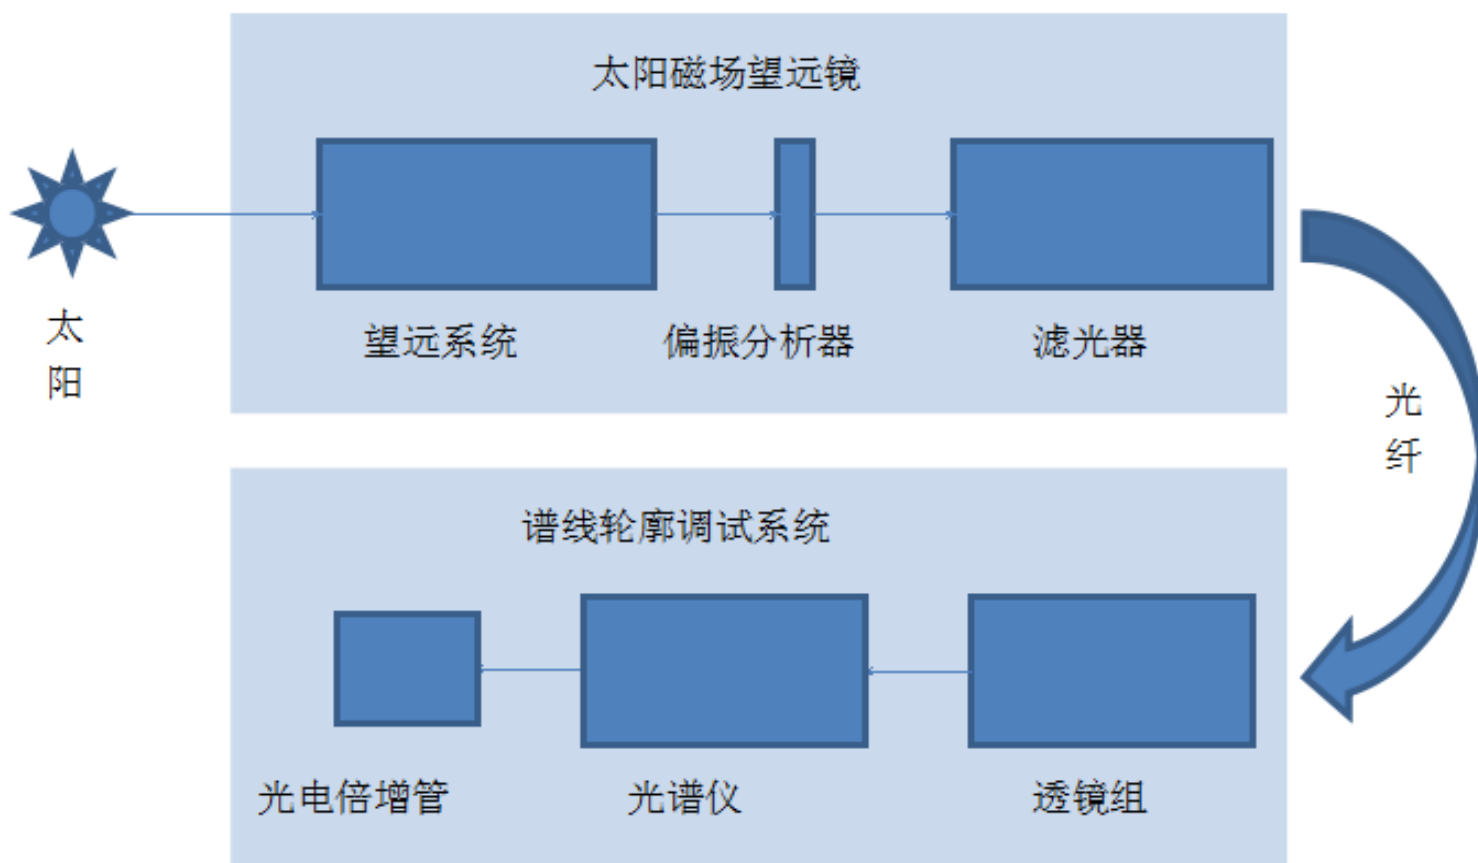 太阳磁场望远镜
太
阳
望远系统
偏振分析器
滤光器
光
纤
谱线轮廓调试系统
光电倍增管
光谱仪
透镜组